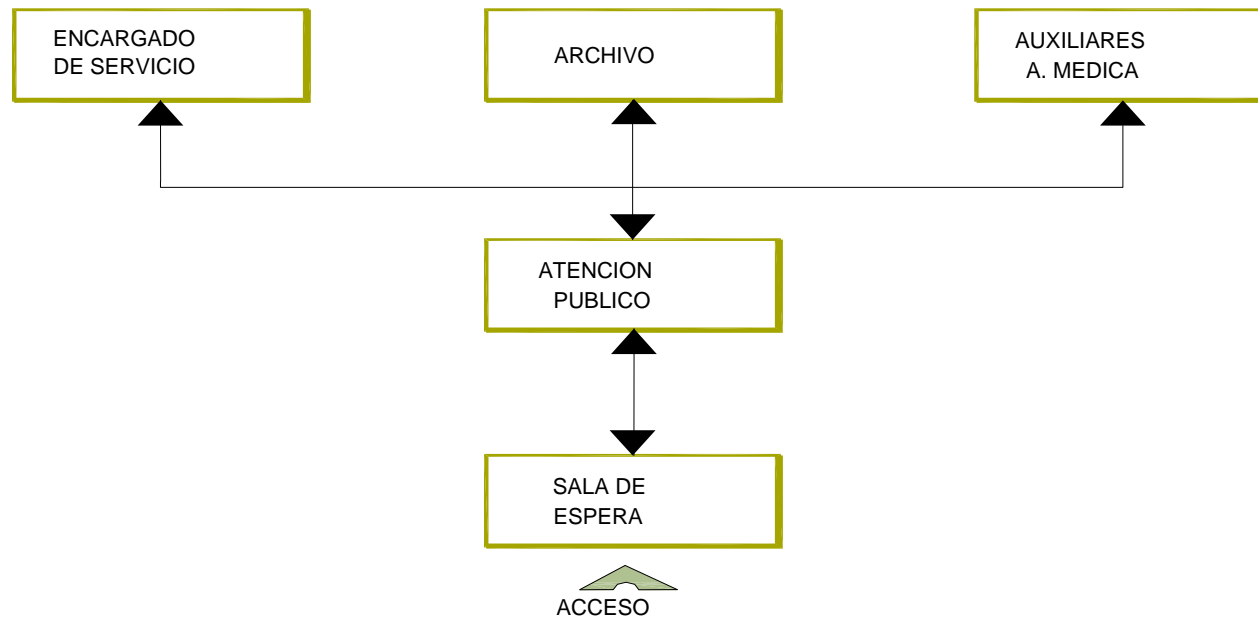 ENCARGADO
DE SERVICIO
ARCHIVO
AUXILIARES
A. MEDICA
ATENCION
PUBLICO
SALA DE
ESPERA
ACCESO